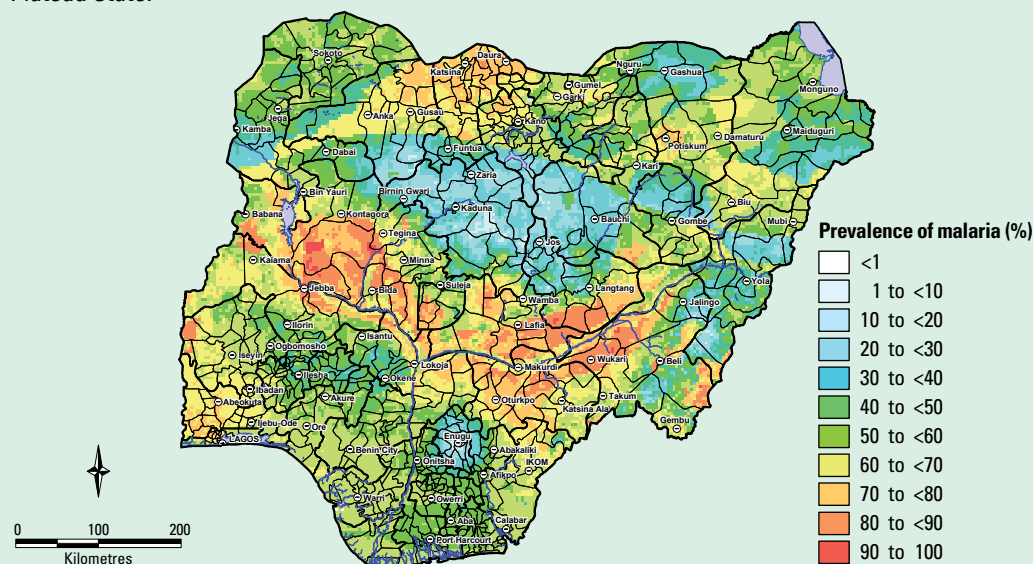 Plateau State.
Sokoto
Daura
Katsina
Nguru
Gashua
Gumel
Garki
Monguno
Jega
Anka
Gusau
Kano
Kamba
Potiskum
Damaturu
Maiduguri
Dabai
Funtua
Kari
Zaria
Bin Yauri
Birnin Gwari
Kaduna
Biu
Babana
Kontagora
Bauchi
Gombe
Mubi
Tegina
Jos
Kaiama
Minna
Jebba
Bida
Suleja
Langtang
Yola
Wamba
Jalingo
Ilorin
Lafia
Isantu
Ogbomosho
Iseyin
Lokoja
Makurdi
Wukari
Beli
Ilesha
Okene
Ibadan
Abeokuta
Akure
Oturkpo
Katsina Ala
Takum
Ijebu-Ode
Ore
Gembu
LAGOS
Enugu
Benin City
Onitsha
Abakaliki
IKOM
Afikpo
Warri
Owerri
Aba
Calabar
Port Harcourt
Prevalence of malaria (%)
<1
1 to <10
10 to <20
20 to <30
30 to <40
40 to <50
50 to <60
60 to <70
70 to <80
80 to <90
90 to 100
0 100 200
Kilometres